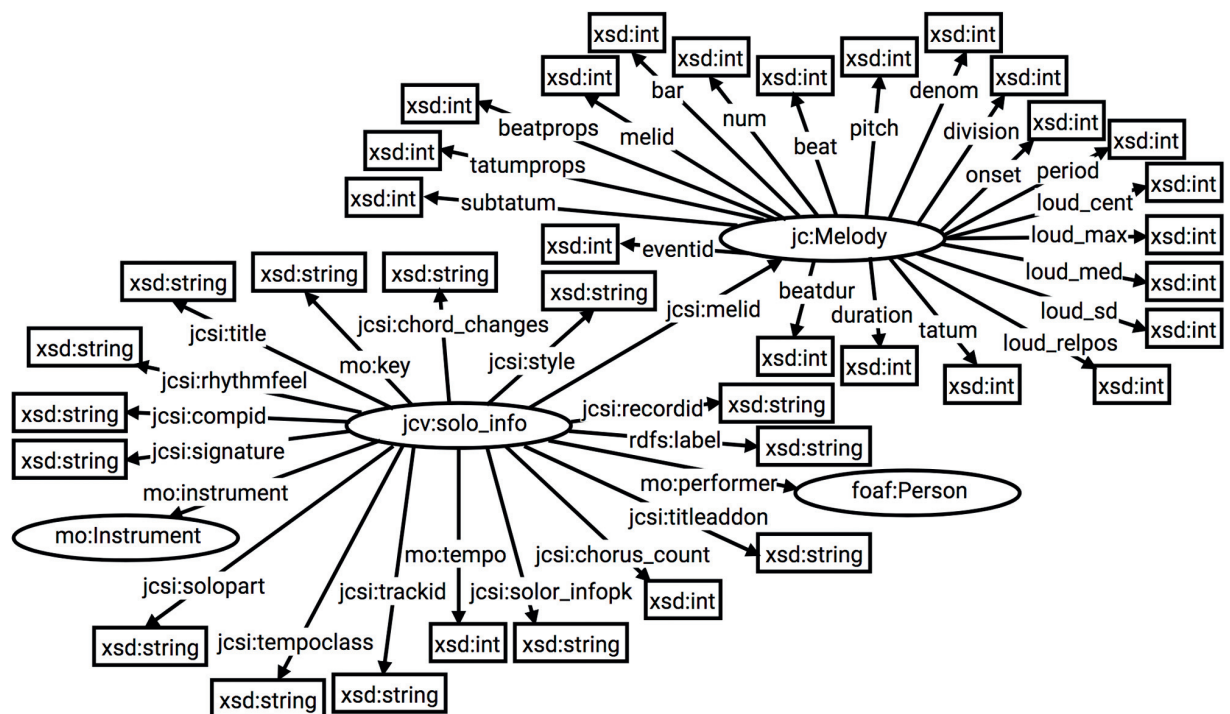 xsd:int
xsd:int
xsd:int
xsd:int
xsd:int
xsd:int
xsd:int
xsd:int
bar
num
beat
pitch
denom
division
xsd:int
beatprops
melid
xsd:int
xsd:int
xsd:int
tatumprops
onset
period
xsd:int
subtatum
loud_cent
xsd:int
jc:Melody
loud_max
xsd:int
xsd:int
eventid
loud_med
xsd:int
xsd:string
xsd:string
xsd:string
xsd:string
jcsi:melid
beatdur
duration
tatum
loud_sd
xsd:int
loud_relpos
jcsi:title
jcsi:chord_changes
xsd:string
mo:key
jcsi:style
xsd:int
xsd:int
xsd:int
xsd:int
jcsi:rhythmfeel
xsd:string
jcsi:compid
jcv:solo_info
jcsi:recordid
xsd:string
xsd:string
jcsi:signature
rdfs:label
xsd:string
mo:instrument
mo:performer
foaf:Person
mo:Instrument
jcsi:titleaddon
xsd:string
mo:tempo
jcsi:chorus_count
jcsi:solopart
jcsi:trackid
jcsi:solor_infopk
xsd:int
xsd:string
jcsi:tempoclass
xsd:int
xsd:string
xsd:string
xsd:string